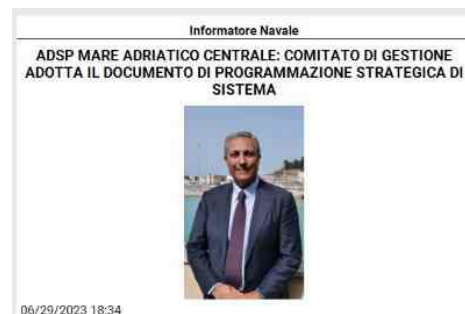 Informatore Navale
ADSP MARE ADRIATICO CENTRALE: COMITATO DI GESTIONE
ADOTTA IL DOCUMENTO DI PROGRAMMAZIONE STRATEGICA DI
SISTEMA
06/29/2023 18:34